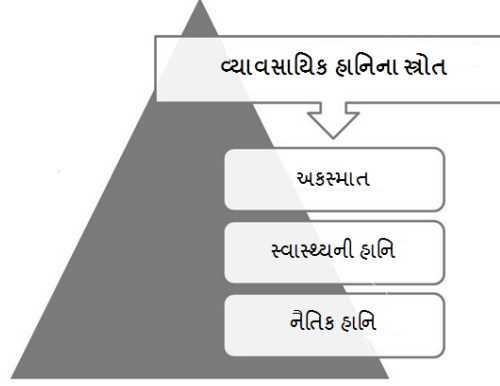 વ્યાવસાયિક હાનિના સ્ત્રોત
અકસ્માત
સ્વાસ્થ્યની હાનિ
નૈતિક હાનિ